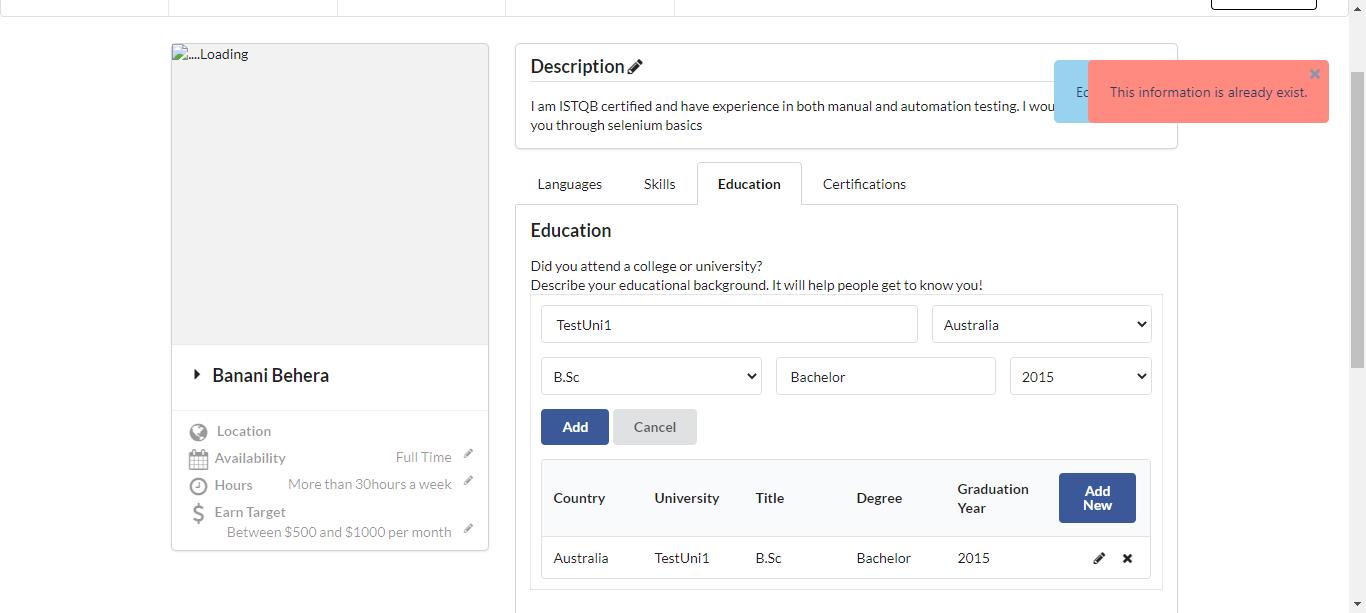 ....Loading
Banani Behera
Location
Availability Full Time
Hours More than 30hours a week
Earn Target
Between $500 and $1000 per month
Description
I am ISTQB certified and have experience in both manual and automation testing. I
you through selenium basics
This information is already exist.
Languages Skills Education Certifications
Education
Did you attend a college or university?
Describe your educational background. It will help people get to know you!
TestUni1 Australia
B.Sc Bachelor 2015
Add Cancel
Country University Title Degree Graduation Year Add New
Australia TestUni1 B.Sc Bachelor 2015